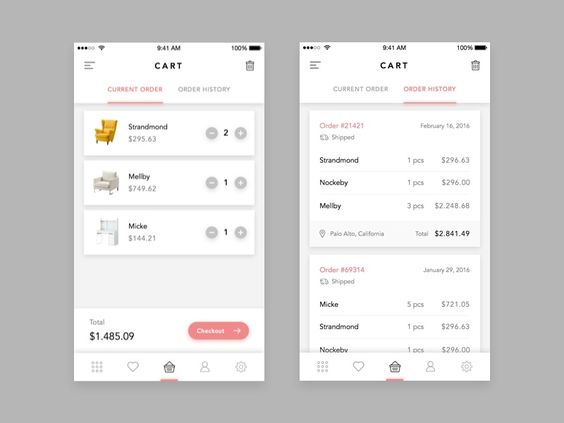 9:41 AM
100%
CART
CURRENT ORDER
ORDER HISTORY
Strandmond
$295.63
2
Mellby
$749.62
1
Micke
$144.21
1
Total
$1.485.09
Checkout
9:41 AM
100%
CART
CURRENT ORDER
ORDER HISTORY
Order #21421
February 16, 2016
Shipped
Strandmond 1 pcs $296.63
Nockeby 1 pcs $296.00
Mellby 3 pcs $2.248.68
Palo Alto, California Total $2.841.49
Order #69314
January 29, 2016
Shipped
Micke 5 pcs $721.05
Strandmond 1 pcs $296.63
Nockeby 1 pcs $296.00